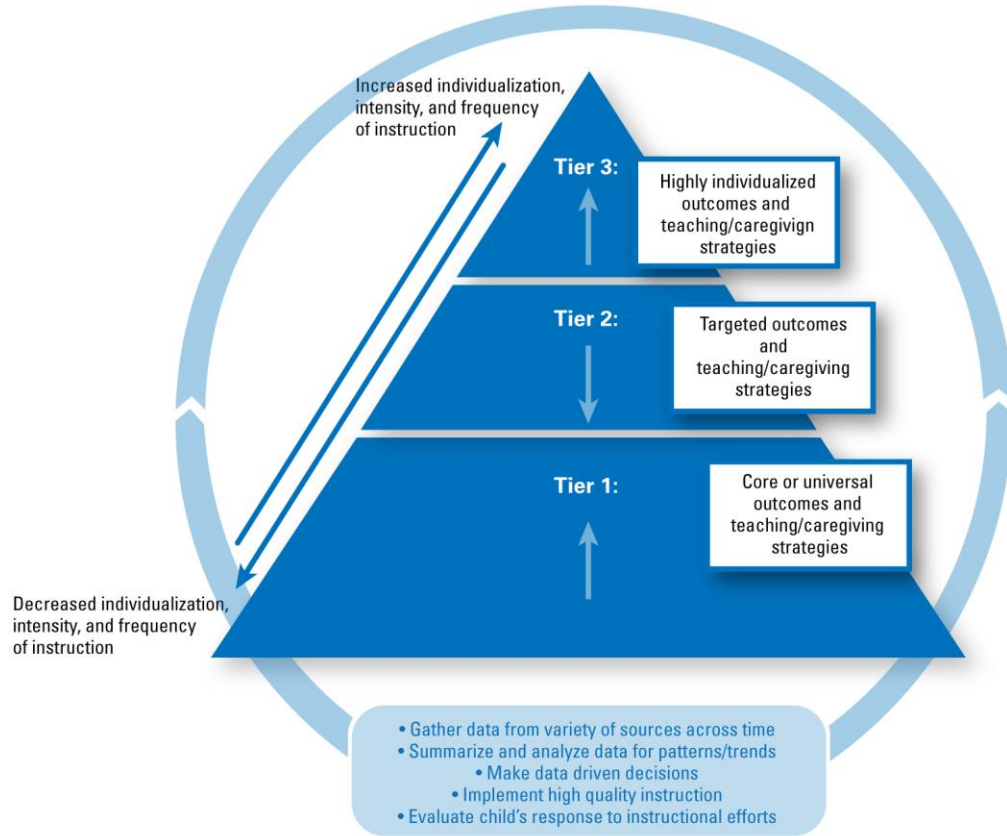 Increased individualization,
intensity, and frequency
of instruction
Tier 3:
Highly individualized
outcomes and
teaching/caregivign
strategies
Tier 2:
Targeted outcomes
and
teaching/caregiving
strategies
Tier 1:
Core or universal
outcomes and
teaching/caregiving
strategies
Decreased individualization,
intensity, and frequency
of instruction
• Gather data from variety of sources across time
• Summarize and analyze data for patterns/trends
• Make data driven decisions
• Implement high quality instruction
• Evaluate child's response to instructional efforts